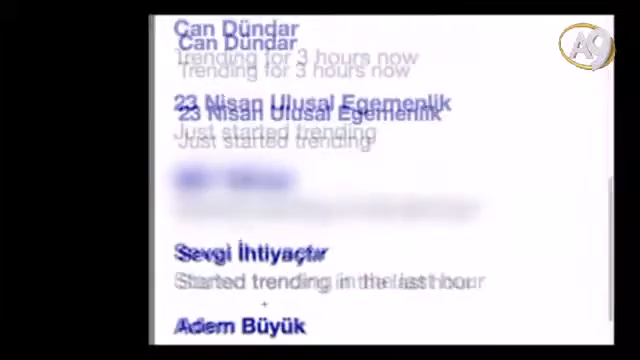 Can Dündar
Trending for 3 hours now
23 Nisan Ulusal Egemenlik
Just started trending
Sevgi İhtiyaçtır
Started trending in the last hour
Adem Büyük
A9